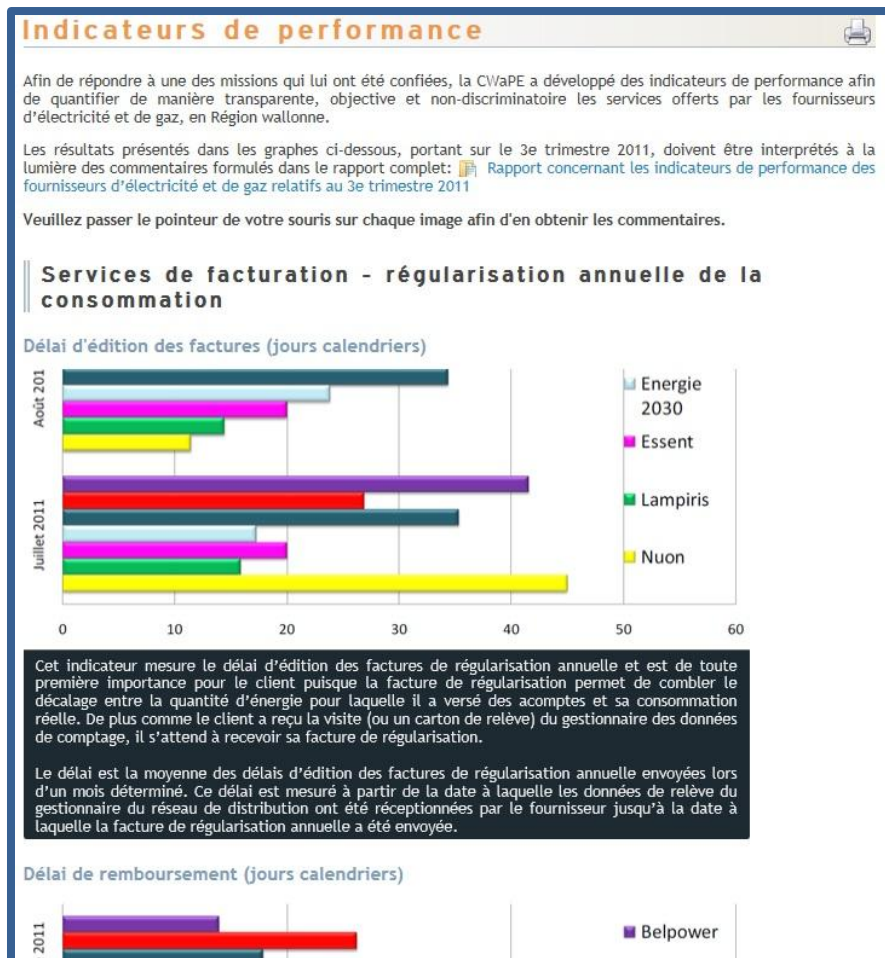 Indicateurs de performance
Afin de répondre à une des missions qui lui ont été confiées, la CWaPE a développé des indicateurs de performance afin
de quantifier de manière transparente, objective et non-discriminatoire les services offerts par les fournisseurs
d'électricité et de gaz, en Région wallonne.
Les résultats présentés dans les graphes ci-dessous, portant sur le 3e trimestre 2011, doivent être interprétés à la
lumière des commentaires formulés dans le rapport complet: Rapport concernant les indicateurs de performance des
fournisseurs d'électricité et de gaz relatifs au 3e trimestre 2011
Veuillez passer le pointeur de votre souris sur chaque image afin d'en obtenir les commentaires.
Services de facturation - régularisation annuelle de la
consommation
Délai d'édition des factures (jours calendriers)
Août 201
Juillet 2011
Energie
2030
Essent
Lampiris
Nuon
0 10 20 30 40 50 60
Cet indicateur mesure le délai d'édition des factures de régularisation annuelle et est de toute
première importance pour le client puisque la facture de régularisation permet de combler le
décalage entre la quantité d'énergie pour laquelle il a versé des acomptes et sa consommation
réelle. De plus comme le client a reçu la visite (ou un carton de relève) du gestionnaire des données
de comptage, il s'attend à recevoir sa facture de régularisation.
Le délai est la moyenne des délais d'édition des factures de régularisation annuelle envoyées lors
d'un mois déterminé. Ce délai est mesuré à partir de la date à laquelle les données de relève du
gestionnaire du réseau de distribution ont été réceptionnées par le fournisseur jusqu'à la date à
laquelle la facture de régularisation annuelle a été envoyée.
Délai de remboursement (jours calendriers)
2011
Belpower